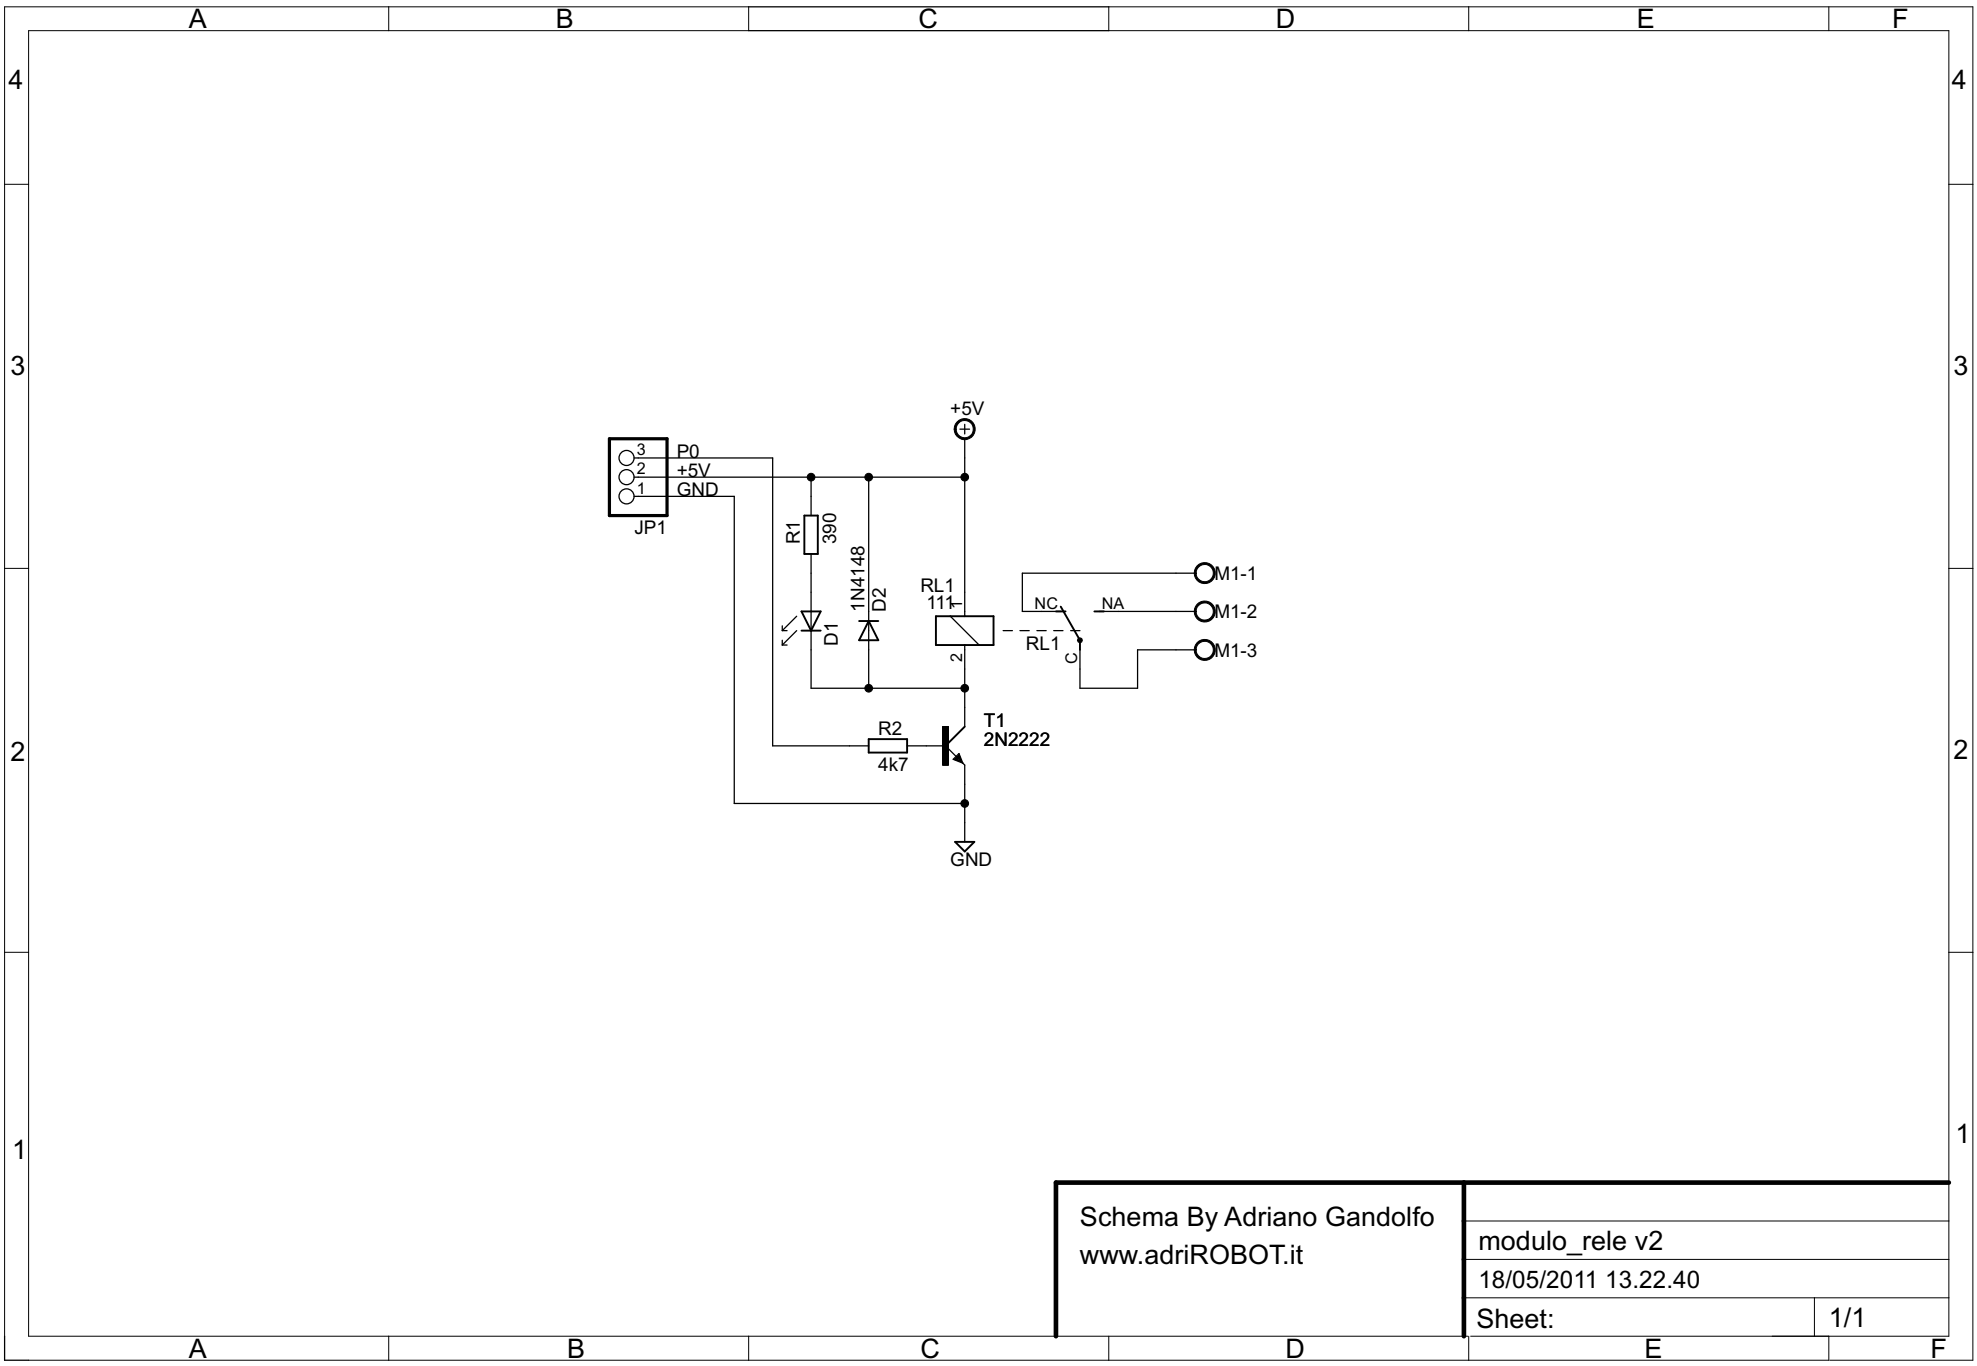 A B C D E F
4 4
3 3
2 2
1 1
+5V
3 P0
2 +5V
1 GND
JP1
R1
390
1N4148
D2
D1
RL1
111
1
2
NC
NA
RL1
C
M1-1
M1-2
M1-3
T1
2N2222
R2
4k7
GND
Schema By Adriano Gandolfo
www.adriROBOT.it
modulo_rele v2
18/05/2011 13.22.40
Sheet: 1/1
A B C D E F